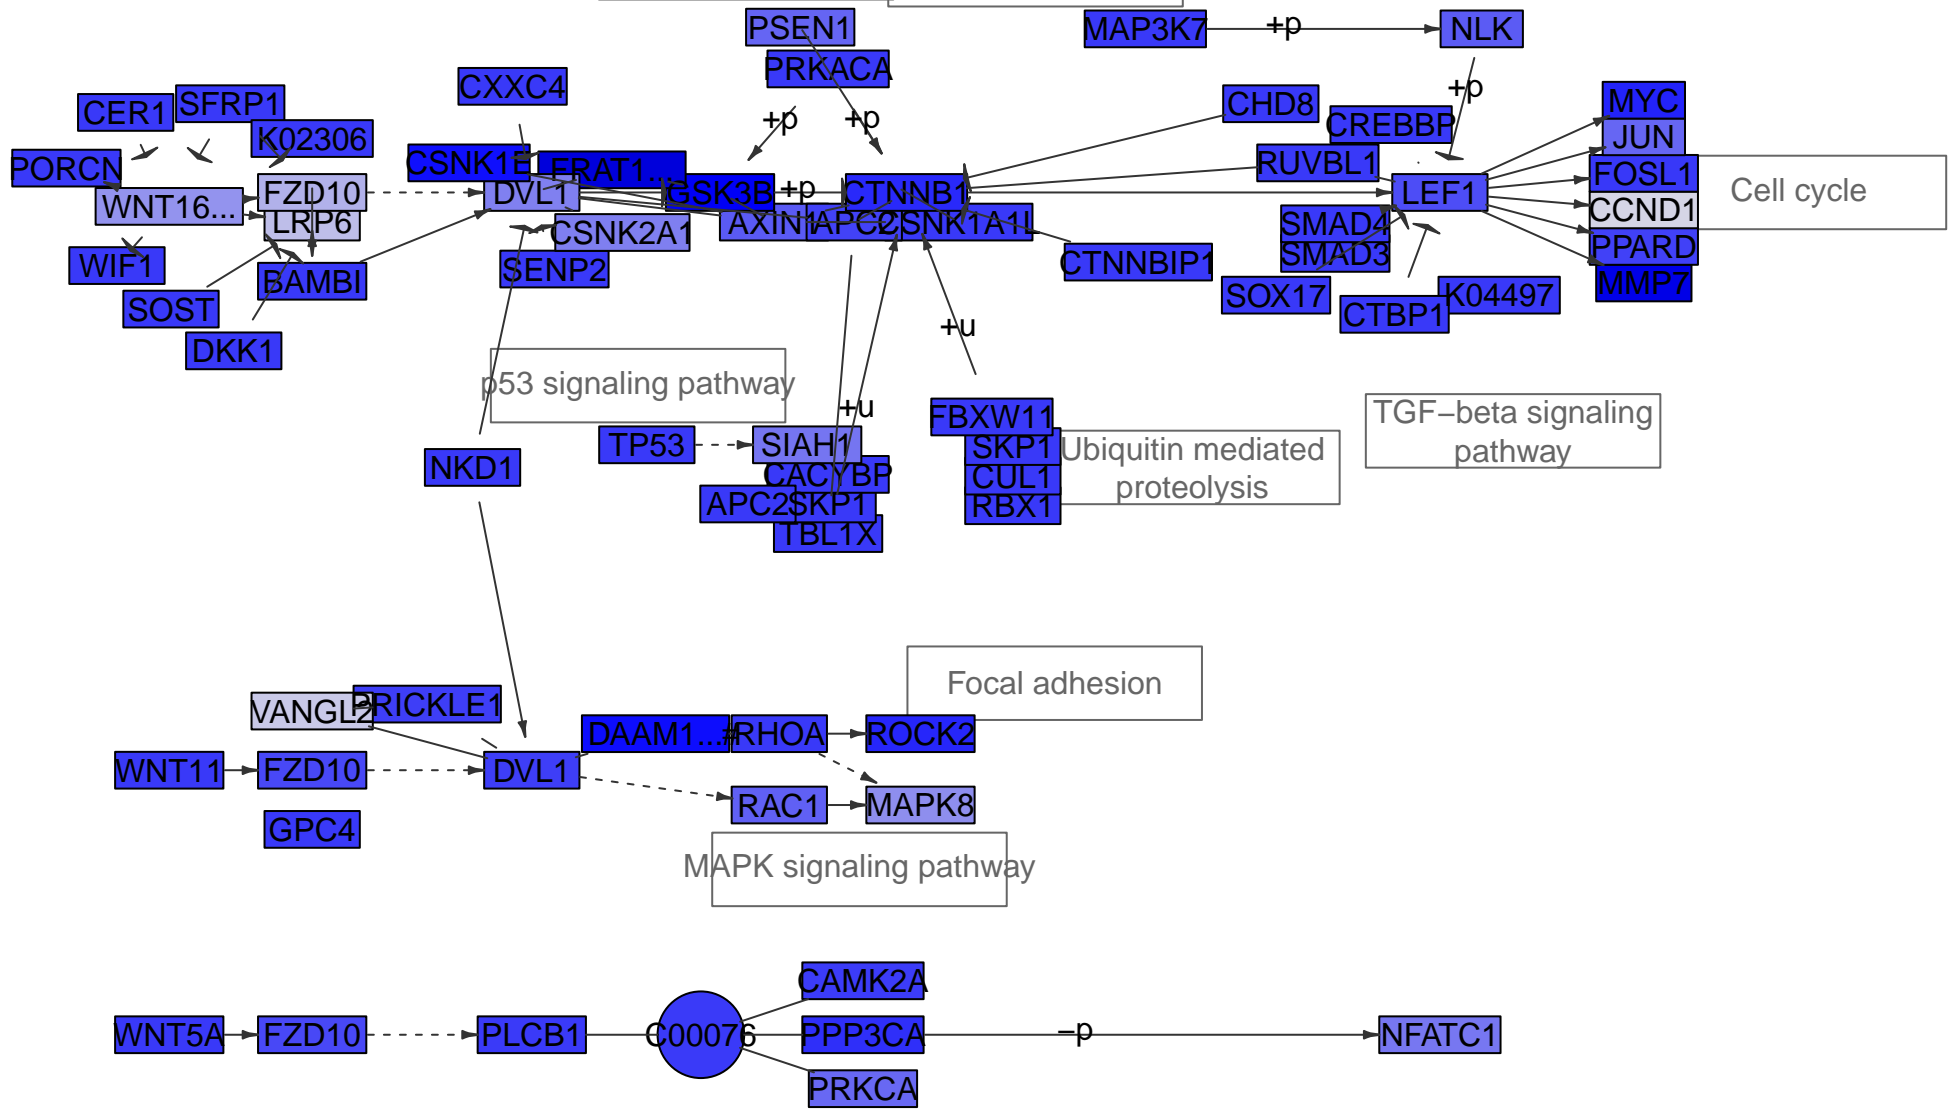 PSEN1
MAP3K7
+p
NLK
PRKACA
CXXC4
+p
CER1
SFRP1
CHD8
MYC
+p
+p
CREBBP
K02306
JUN
PORCN
CSNK1E
FRAT1...
RUVBL1
FOSL1
Cell cycle
WNT16...
FZD10
DVL1
GSK3B
+p
CTNNB1
LEF1
CCND1
LRP6
CSNK2A1
AXIN1
APC2
CSNK1A1L
SMAD4
PPARD
WIF1
BAMBI
SENP2
CTNNBIP1
SMAD3
MMP7
SOST
SOX17
K04497
CTBP1
DKK1
+u
p53 signaling pathway
+u
FBXW11
TGF−beta signaling
pathway
TP53
SIAH1
SKP1
Ubiquitin mediated
proteolysis
NKD1
CACYBP
CUL1
APC2
SKP1
RBX1
TBL1X
Focal adhesion
VANGL2
PRICKLE1
DAAM1...
#
RHOA
ROCK2
WNT11
FZD10
DVL1
RAC1
MAPK8
GPC4
MAPK signaling pathway
CAMK2A
WNT5A
FZD10
PLCB1
C00076
PPP3CA
−p
NFATC1
PRKCA